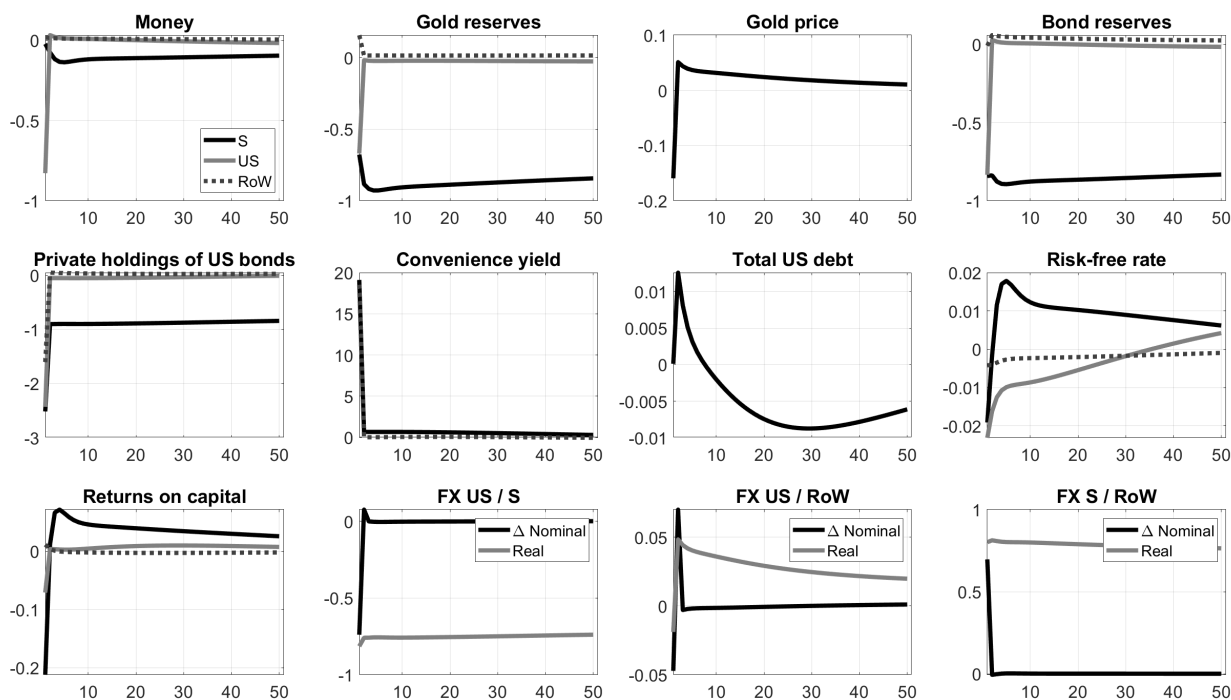 Money
0
-0.5
-1
S
US
RoW
10 20 30 40 50
Gold reserves
0
-0.5
-1
10 20 30 40 50
Gold price
0.1
0
-0.1
-0.2
10 20 30 40 50
Bond reserves
0
-0.5
-1
10 20 30 40 50
Private holdings of US bonds
0
-1
-2
-3
10 20 30 40 50
Convenience yield
20
15
10
5
0
10 20 30 40 50
Total US debt
0.01
0.005
0
-0.005
-0.01
10 20 30 40 50
Risk-free rate
0.02
0.01
0
-0.01
-0.02
10 20 30 40 50
Returns on capital
0
-0.1
-0.2
10 20 30 40 50
FX US / S
0
-0.5
-1
Δ Nominal
Real
10 20 30 40 50
FX US / RoW
0.05
0
-0.05
Δ Nominal
Real
10 20 30 40 50
FX S / RoW
1
0.5
0
Δ Nominal
Real
10 20 30 40 50